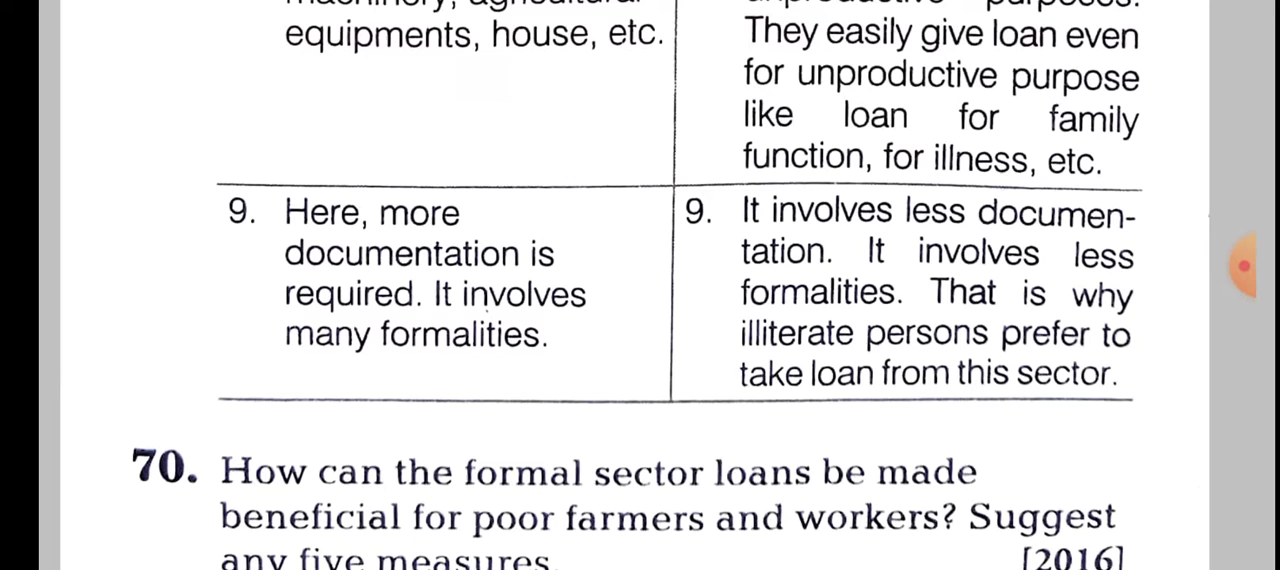 equipments, house, etc.
They easily give loan even
for unproductive purpose
like loan for family
function, for illness, etc.
9. Here, more
documentation is
required. It involves
many formalities.
9. It involves less documen-
tation. It involves less
formalities. That is why
illiterate persons prefer to
take loan from this sector.
70. How can the formal sector loans be made
beneficial for poor farmers and workers? Suggest
any five measures. [2016]